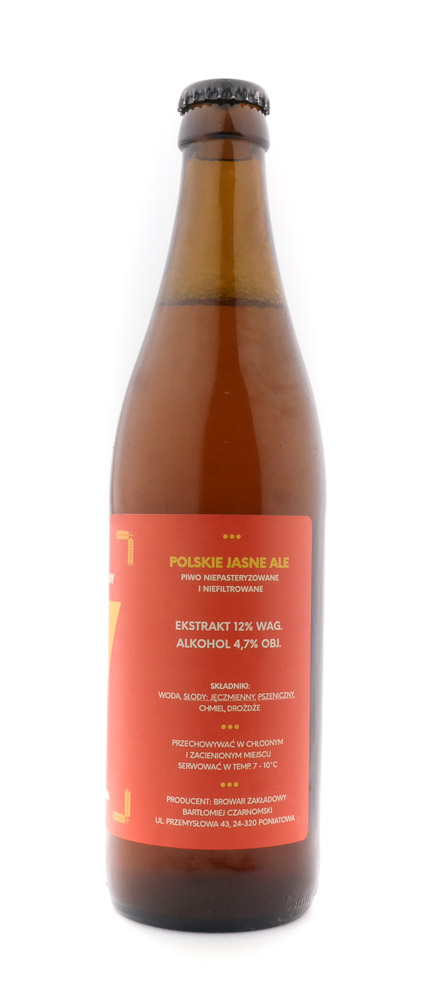 POLSKIE JASNE ALE
PIWO NIEPASTERYZOWANE
I NIEFILTROWANE
EKSTRAKT 12% WAG.
ALKOHOL 4,7% OBJ.
SKŁADNIKI:
WODA, SŁODY: JĘCZMIENNY, PSZENICZNY,
CHMIEL, DROŻDŻE
PRZECHOWYWAĆ W CHŁODNYM
I ZACIENIONYM MIEJSCU
SERWOWAĆ W TEMP. 7 - 10°C
PRODUCENT: BROWAR ZAKŁADOWY
BARTŁOMIEJ CZARNOMSKI
UL. PRZEMYSŁOWA 43, 24-320 PONIATOWA